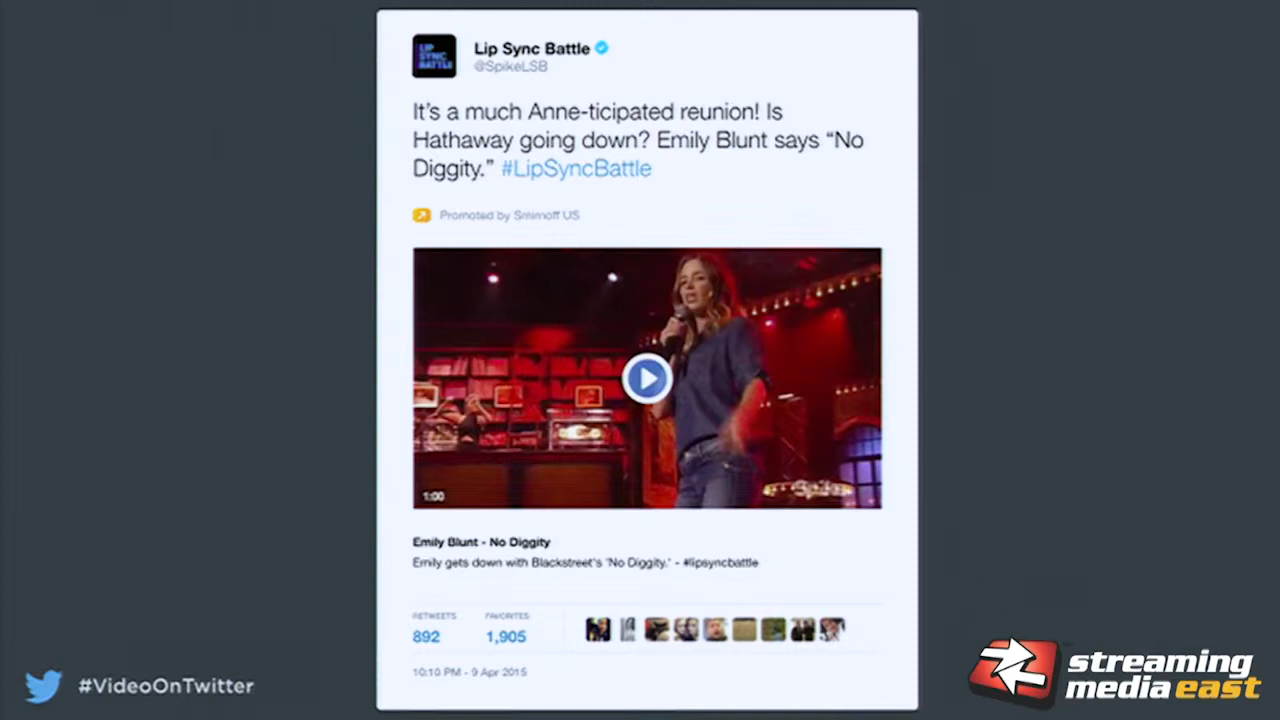 LIP
SYNC
BATTLE
Lip Sync Battle
@SpikeLSB
It's a much Anne-ticipated reunion! Is
Hathaway going down? Emily Blunt says “No
Diggity.” #LipSyncBattle
Promoted by Smirnoff US
Spike
1:00
Emily Blunt - No Diggity
Emily gets down with Blackstreet's 'No Diggity.' - #lipsyncbattle
RETWEETS FAVORITES
892 1,905
10:10 PM - 9 Apr 2015
#VideoOnTwitter
streaming
media east